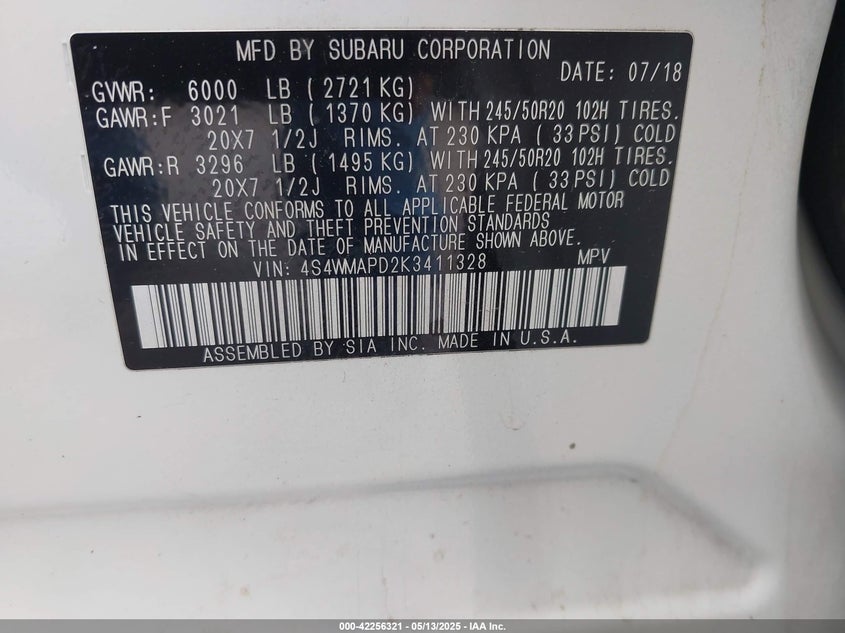 MFD BY SUBARU CORPORATION
DATE: 07/18
GVWR: 6000 LB ( 2721 KG)
GAWR:F 3021 LB ( 1370 KG) WITH 245/50R20 102H TIRES.
20X7 1/2J RIMS. AT 230 KPA ( 33 PSI) COLD
GAWR:R 3296 LB ( 1495 KG) WITH 245/50R20 102H TIRES.
20X7 1/2J RIMS. AT 230 KPA ( 33 PSI) COLD
THIS VEHICLE CONFORMS TO ALL APPLICABLE FEDERAL MOTOR
VEHICLE SAFETY AND THEFT PREVENTION STANDARDS
IN EFFECT ON THE DATE OF MANUFACTURE SHOWN ABOVE.
VIN: 4S4WMAPD2K3411328 MPV
ASSEMBLED BY SIA INC. MADE IN U.S.A.
000-42256321 | 05/13/2025 - IAA Inc.